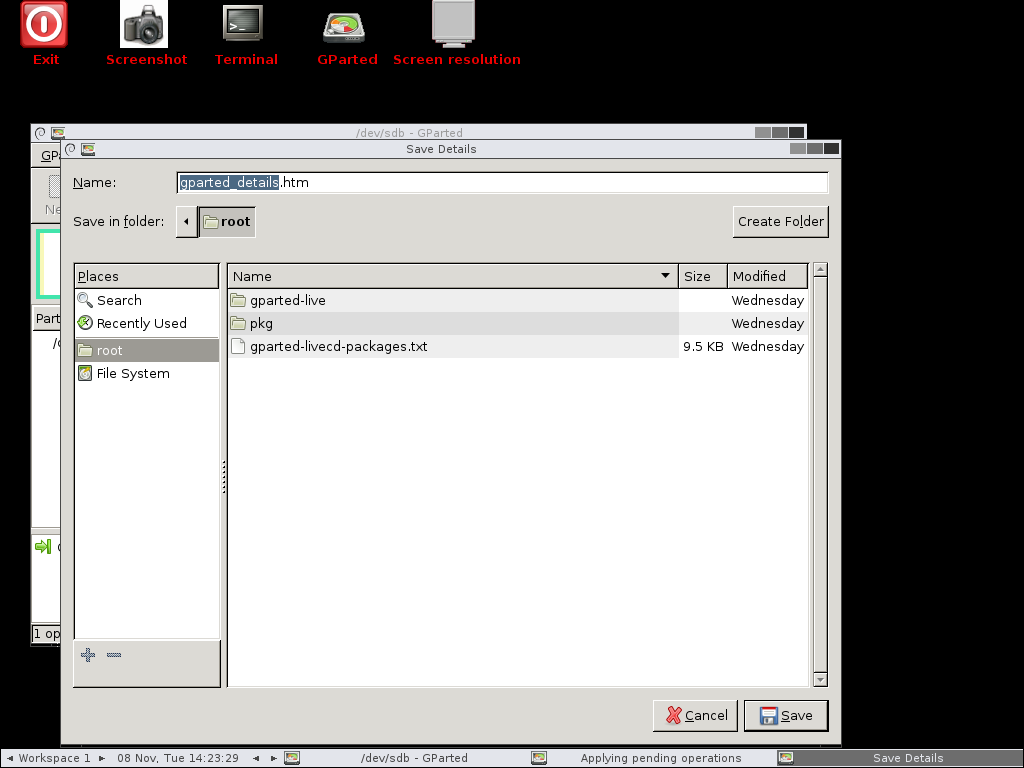 Exit Screenshot Terminal GParted Screen resolution
/dev/sdb - GParted
Save Details
GPa
Name: gparted_details.htm
Ne
Save in folder: root Create Folder
Places Name Size Modified
Search gparted-live Wednesday
Recently Used pkg Wednesday
gparted-livecd-packages.txt 9.5 KB Wednesday
Part
root
File System
1 op
Cancel Save
Workspace 1 08 Nov, Tue 14:23:29 /dev/sdb - GParted Applying pending operations Save Details